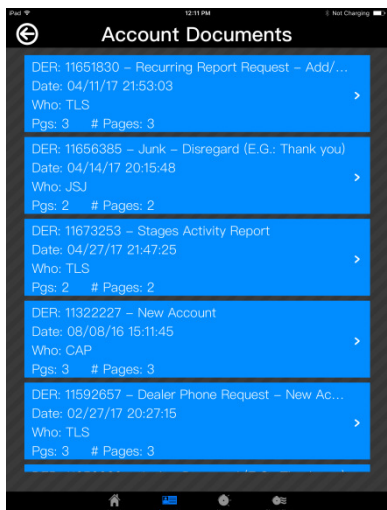 iPad
12:11 PM
Not Charging
Account Documents
DER: 11651830 – Recurring Report Request – Add/...
Date: 04/11/17 21:53:03
Who: TLS
Pgs: 3 # Pages: 3
DER: 11656385 – Junk – Disregard (E.G.: Thank you)
Date: 04/14/17 20:15:48
Who: JSJ
Pgs: 2 # Pages: 2
DER: 11673253 – Stages Activity Report
Date: 04/27/17 21:47:25
Who: TLS
Pgs: 2 # Pages: 2
DER: 11322227 – New Account
Date: 08/08/16 15:11:45
Who: CAP
Pgs: 3 # Pages: 3
DER: 11592657 – Dealer Phone Request – New Ac...
Date: 02/27/17 20:27:15
Who: TLS
Pgs: 3 # Pages: 3